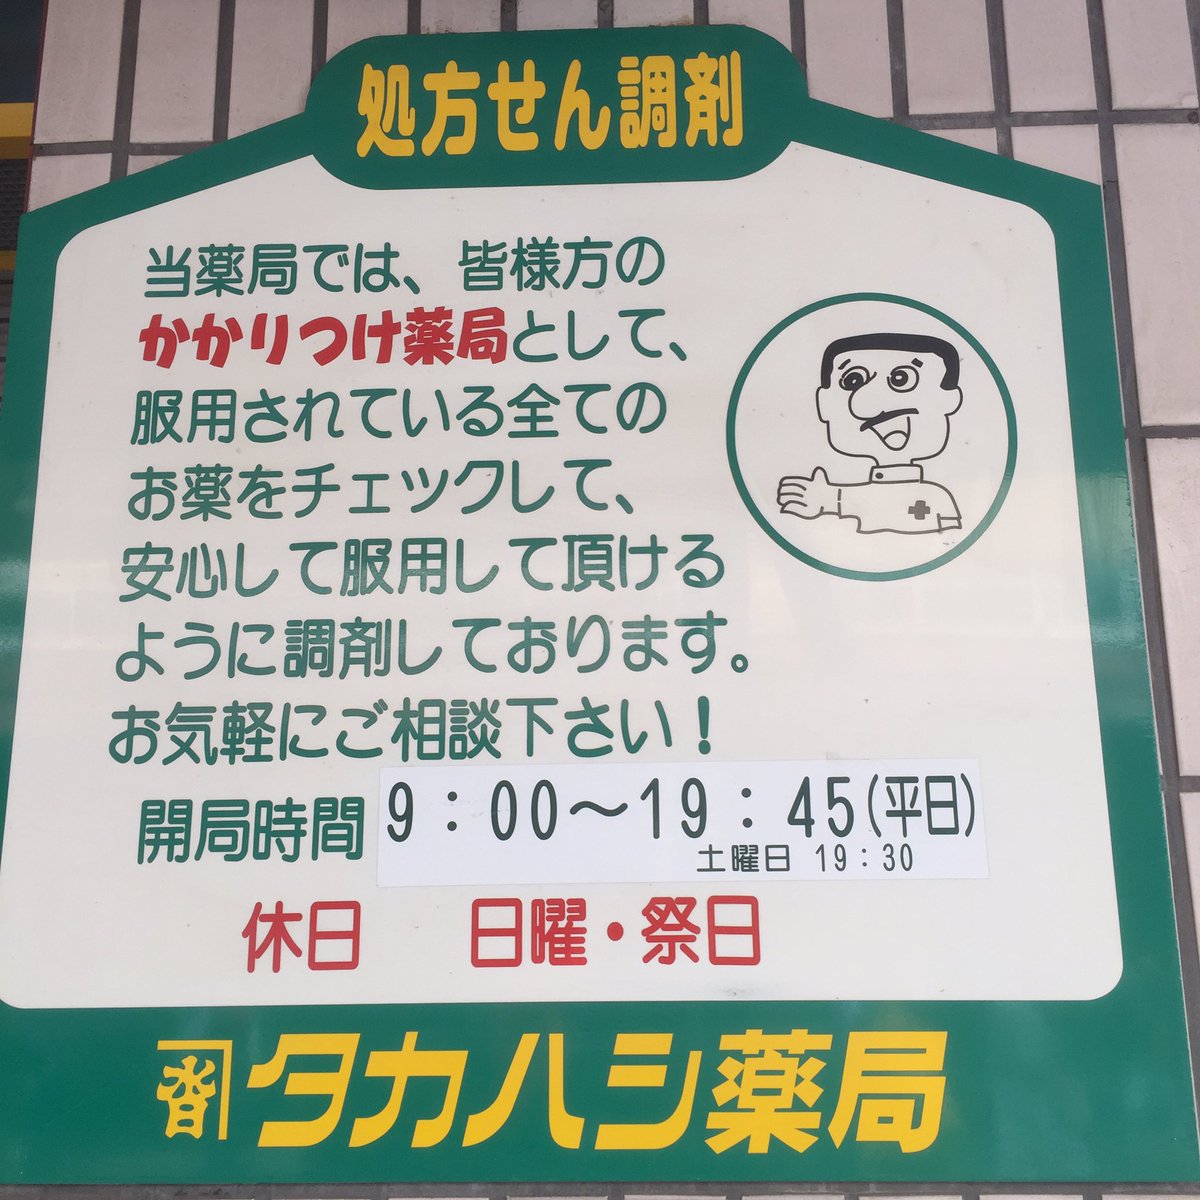 処方せん調剤
当薬局では、皆様方の
かかりつけ薬局として、
服用されている全ての
お薬をチェックして、
安心して服用して頂ける
ように調剤しております。
お気軽にご相談下さい！
開局時間 9：00～19：45(平日)
土曜日 19：30
休日 日曜・祭日
タカハシ薬局